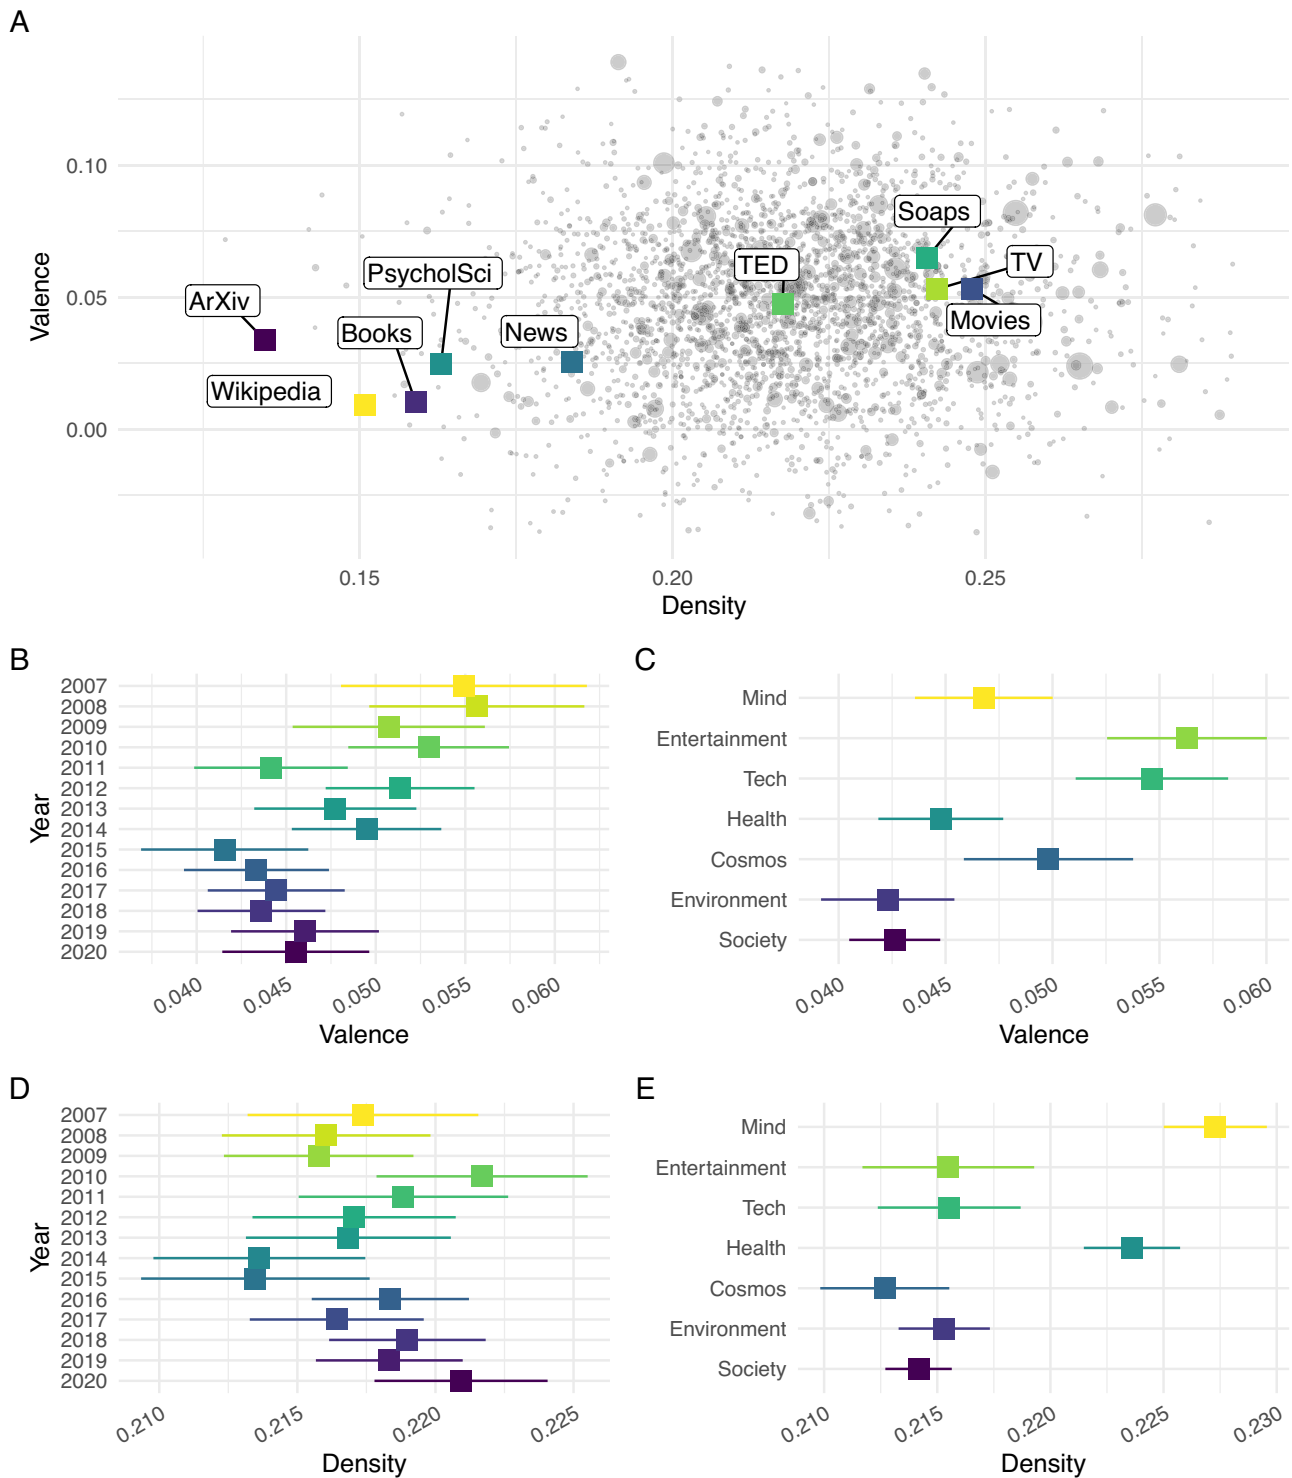 A
Valence
0.10
0.05
0.00
ArXiv
Wikipedia
Books
PsycholSci
News
TED
Soaps
TV
Movies
0.15
0.20
0.25
Density
B
Year
2007
2008
2009
2010
2011
2012
2013
2014
2015
2016
2017
2018
2019
2020
0.040
0.045
0.050
0.055
0.060
Valence
C
Mind
Entertainment
Tech
Health
Cosmos
Environment
Society
0.040
0.045
0.050
0.055
0.060
Valence
D
Year
2007
2008
2009
2010
2011
2012
2013
2014
2015
2016
2017
2018
2019
2020
0.210
0.215
0.220
0.225
Density
E
Mind
Entertainment
Tech
Health
Cosmos
Environment
Society
0.210
0.215
0.220
0.225
0.230
Density